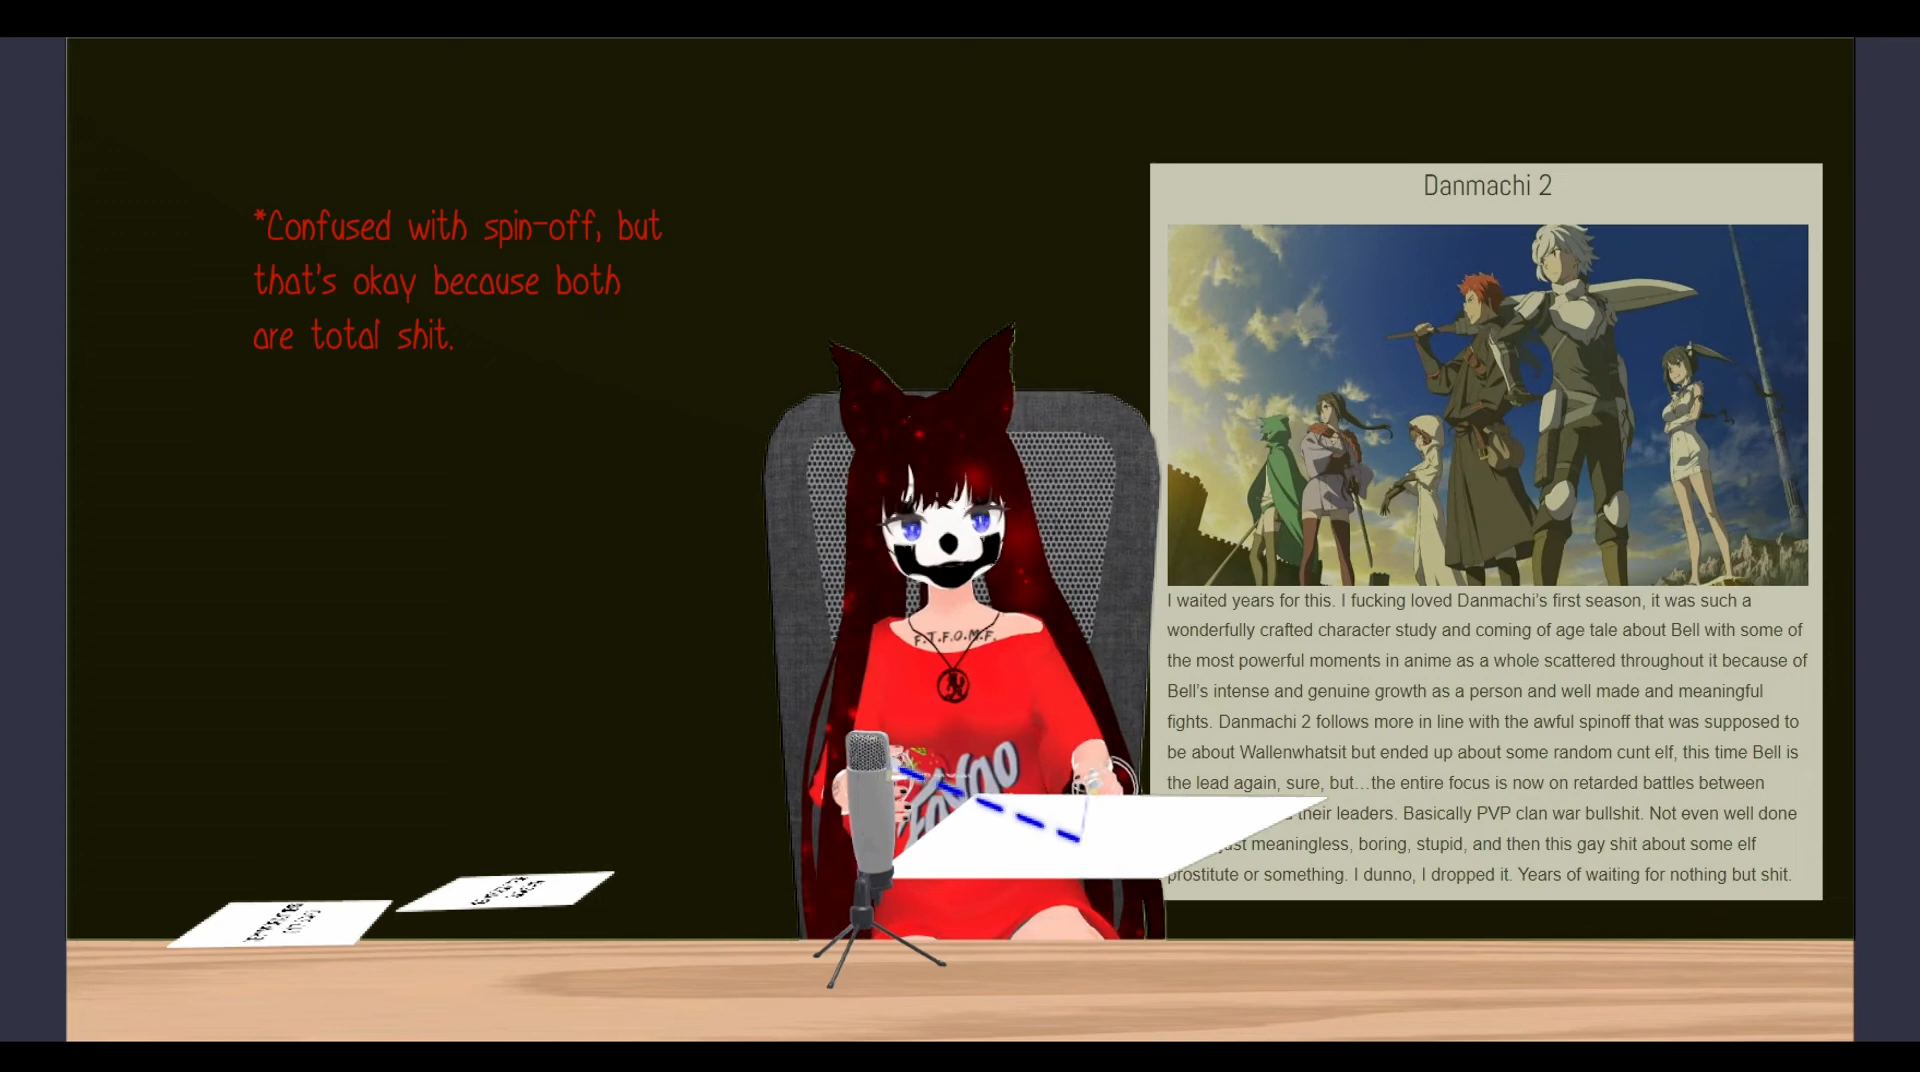 *Confused with spin-off, but
that's okay because both
are total shit.
Danmachi 2
I waited years for this. I fucking loved Danmachi's first season, it was such a
wonderfully crafted character study and coming of age tale about Bell with some of
the most powerful moments in anime as a whole scattered throughout it because of
Bell's intense and genuine growth as a person and well made and meaningful
fights. Danmachi 2 follows more in line with the awful spinoff that was supposed to
be about Wallenwhatsit but ended up about some random cunt elf, this time Bell is
the lead again, sure, but...the entire focus is now on retarded battles between
their leaders. Basically PVP clan war bullshit. Not even well done
meaningless, boring, stupid, and then this gay shit about some elf
prostitute or something. I dunno, I dropped it. Years of waiting for nothing but shit.
F.T.F.O.M.F.